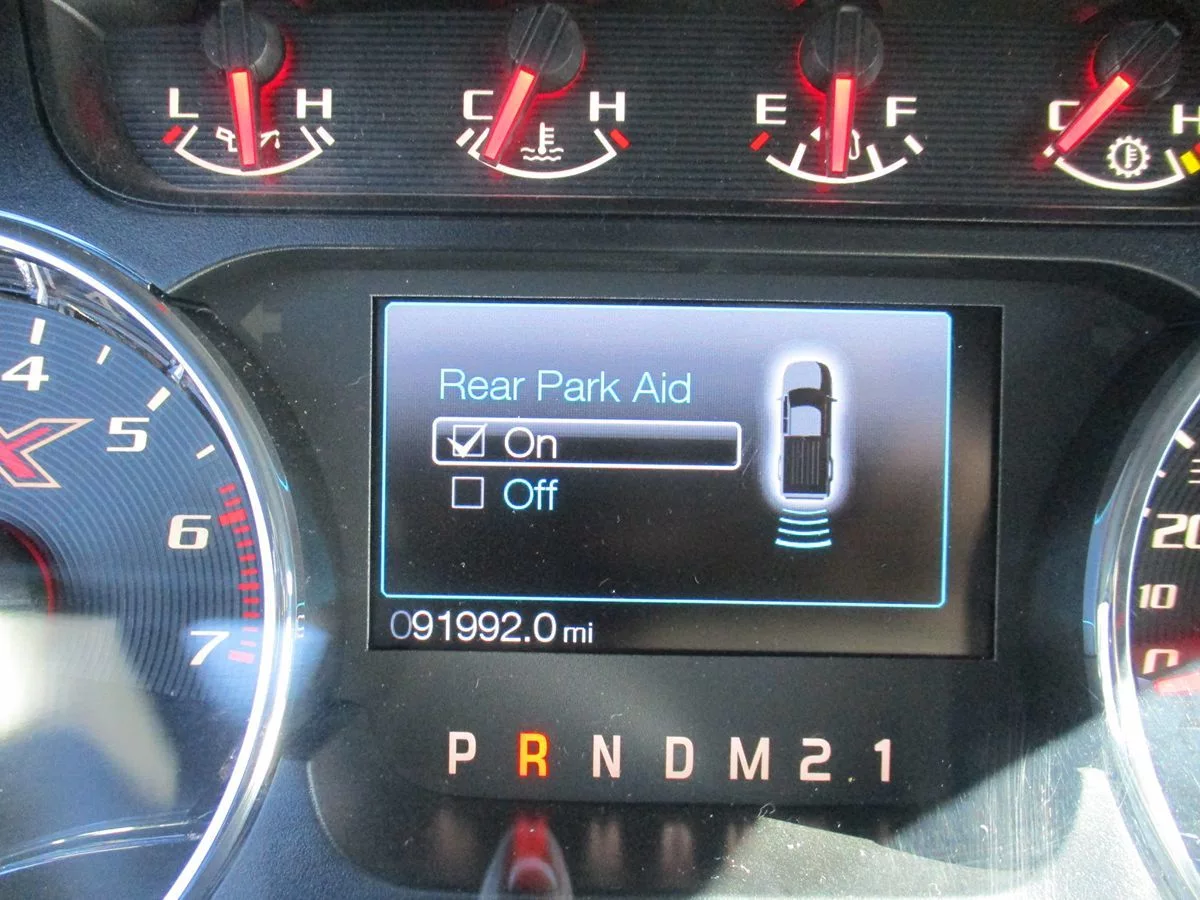 L H C H E F C H
Rear Park Aid
On
Off
091992.0 mi
P R N D M 2 1
4
5
6
7
X
20
10
0